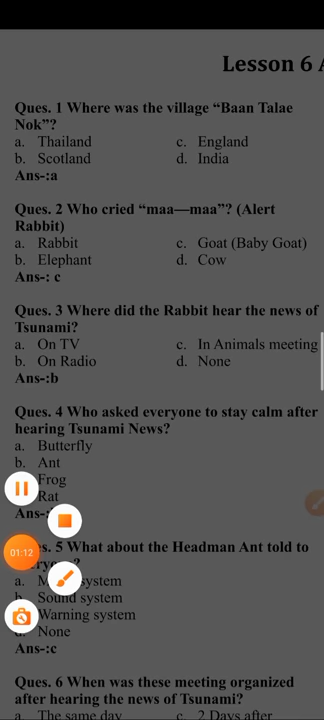 Lesson 6 A
Ques. 1 Where was the village “Baan Talae
Nok”?
a. Thailand c. England
b. Scotland d. India
Ans-:a
Ques. 2 Who cried “maa—maa”? (Alert
Rabbit)
a. Rabbit c. Goat (Baby Goat)
b. Elephant d. Cow
Ans-: c
Ques. 3 Where did the Rabbit hear the news of
Tsunami?
a. On TV c. In Animals meeting
b. On Radio d. None
Ans-:b
Ques. 4 Who asked everyone to stay calm after
hearing Tsunami News?
a. Butterfly
b. Ant
Frog
Rat
Ans-:
5 What about the Headman Ant told to
a. system
b. Sound system
Warning system
None
Ans-:c
Ques. 6 When was these meeting organized
after hearing the news of Tsunami?
a. The same day c. 2 Days after
01:12